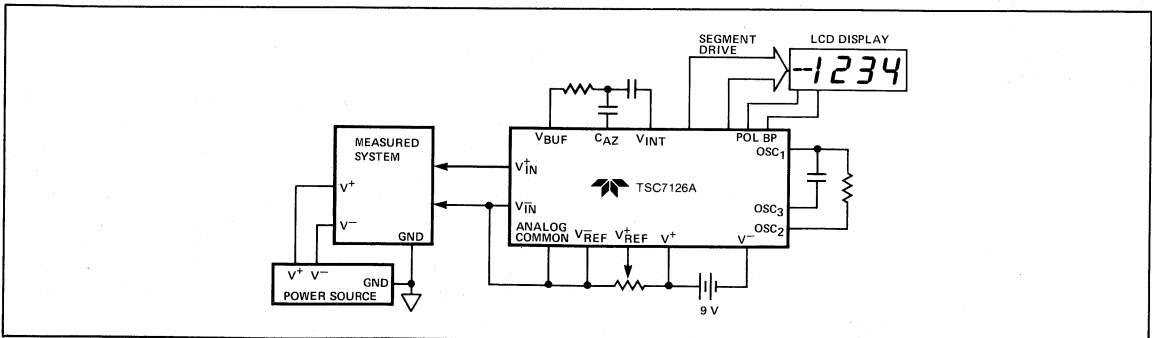 SEGMENT
DRIVE
LCD DISPLAY
--1234
VBUF
CAZ
VINT
POL BP
OSC1
MEASURED
SYSTEM
V+IN
TSC7126A
V+
V-IN
V-
OSC3
ANALOG
COMMON
V-REF
V+REF
V+
V-
OSC2
GND
V+ V-
GND
POWER SOURCE
9 V